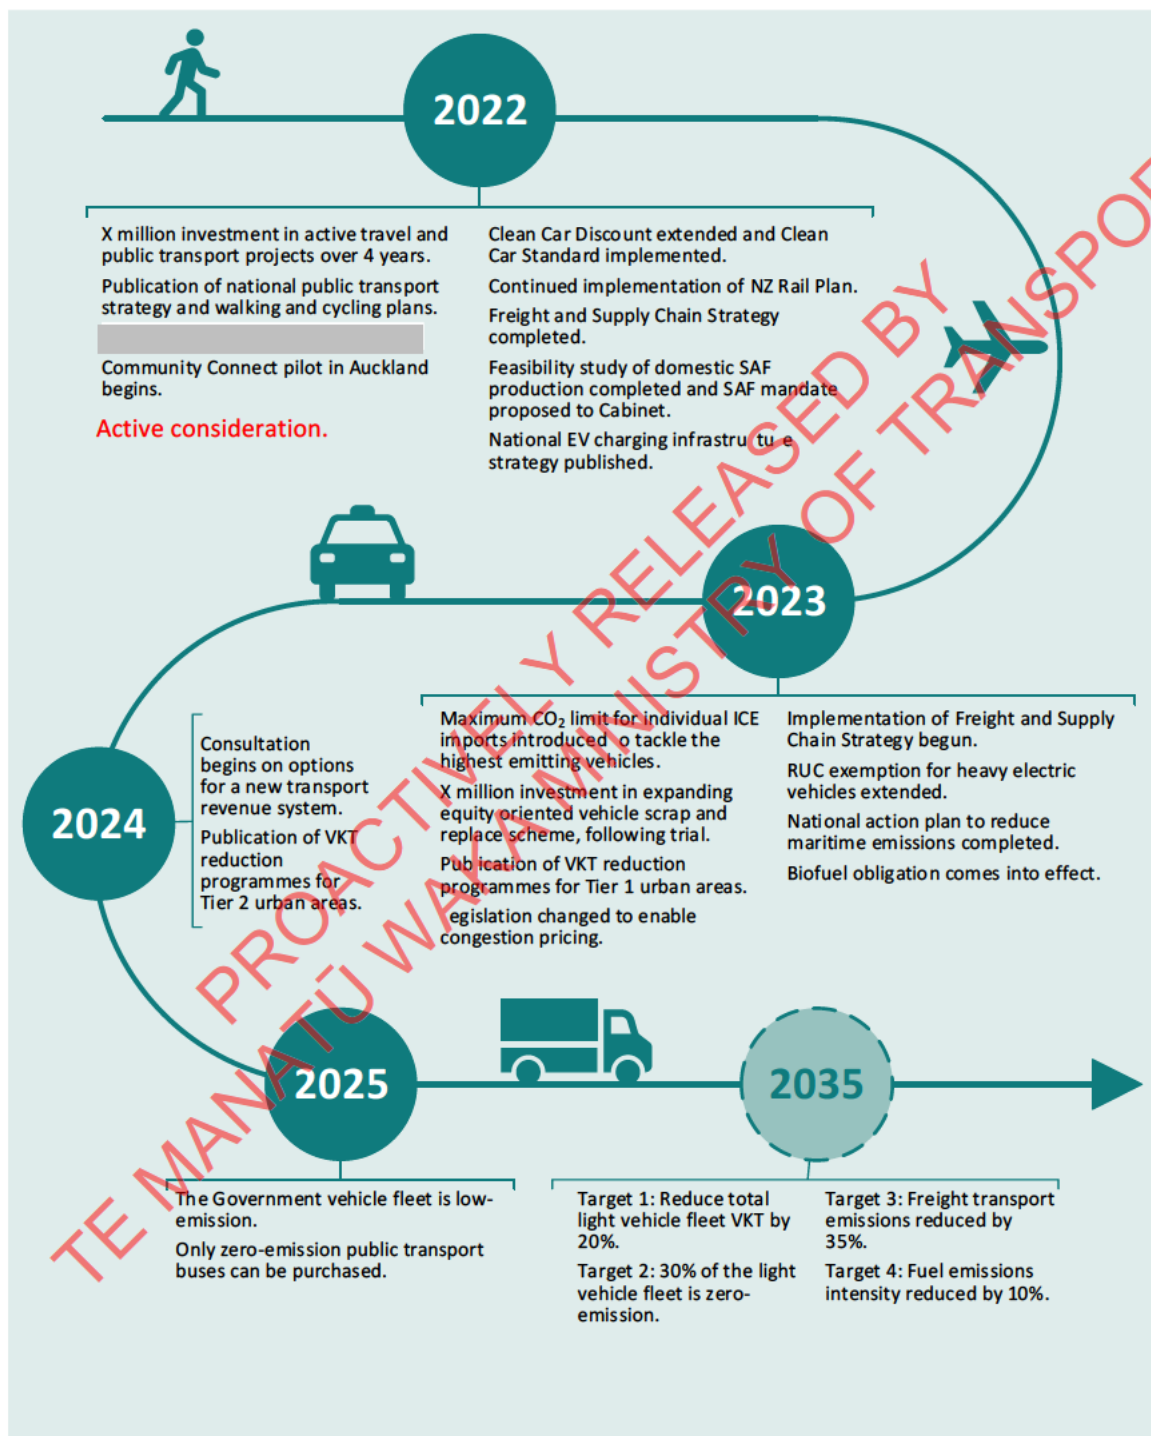 2022
X million investment in active travel and
public transport projects over 4 years.
Publication of national public transport
strategy and walking and cycling plans.
Community Connect pilot in Auckland
begins.
Active consideration.
Clean Car Discount extended and Clean
Car Standard implemented.
Continued implementation of NZ Rail Plan.
Freight and Supply Chain Strategy
completed.
Feasibility study of domestic SAF
production completed and SAF mandate
proposed to Cabinet.
National EV charging infrastru tu e
strategy published.
2023
Maximum CO₂ limit for individual ICE
imports introduced o tackle the
highest emitting vehicles.
X million investment in expanding
equity oriented vehicle scrap and
replace scheme, following trial.
Pub ication of VKT reduction
programmes for Tier 1 urban areas.
egislation changed to enable
congestion pricing.
Implementation of Freight and Supply
Chain Strategy begun.
RUC exemption for heavy electric
vehicles extended.
National action plan to reduce
maritime emissions completed.
Biofuel obligation comes into effect.
2024
Consultation
begins on options
for a new transport
revenue system.
Publication of VKT
reduction
programmes for
Tier 2 urban areas.
2025
The Government vehicle fleet is low-
emission.
Only zero-emission public transport
buses can be purchased.
2035
Target 1: Reduce total
light vehicle fleet VKT by
20%.
Target 2: 30% of the light
vehicle fleet is zero-
emission.
Target 3: Freight transport
emissions reduced by
35%.
Target 4: Fuel emissions
intensity reduced by 10%.
PROACTIVELY RELEASED BY
TE MANATŪ WAKA MINISTRY OF TRANSPOR